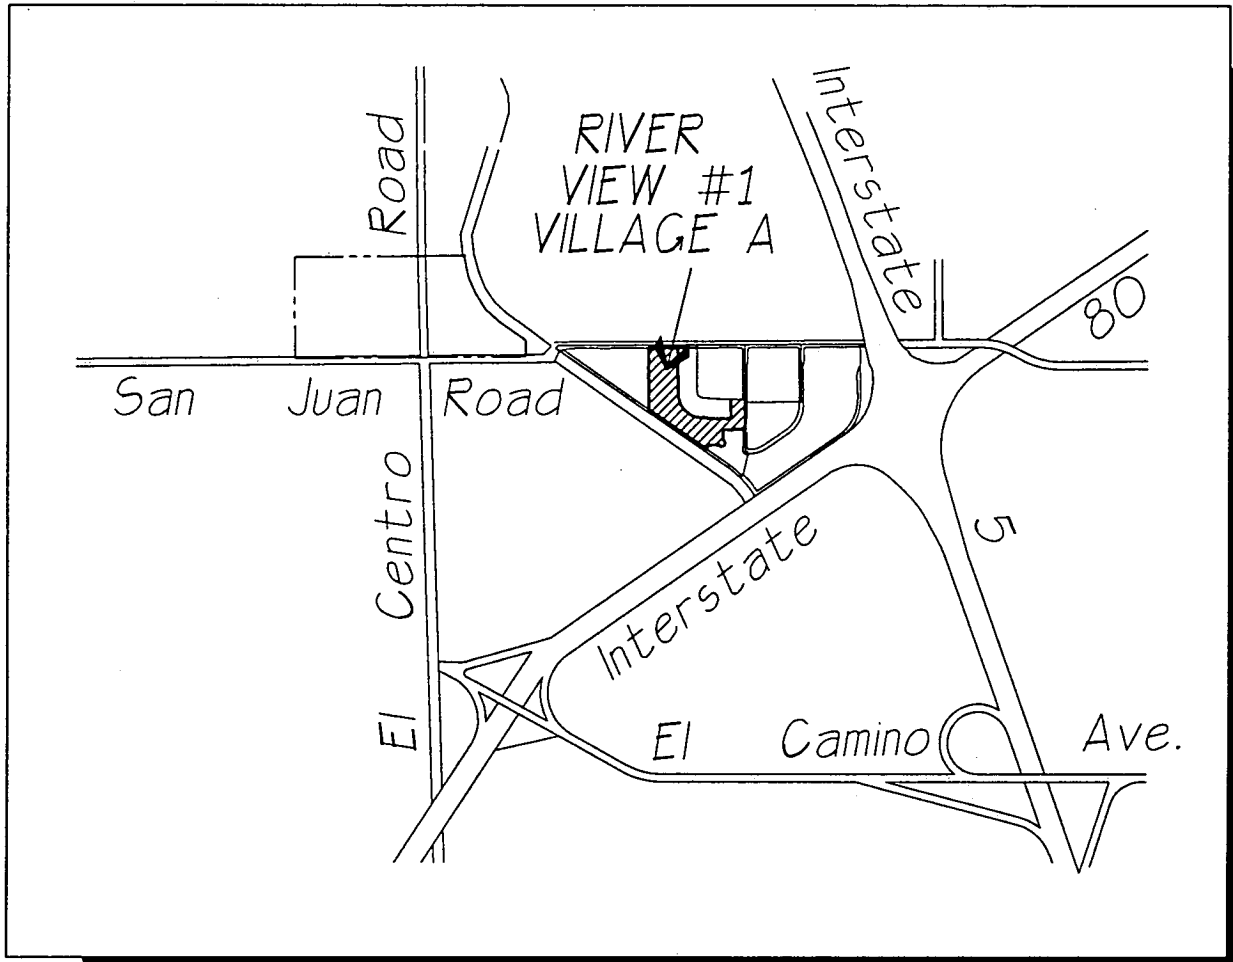 RIVER
VIEW #1
VILLAGE A
Interstate
5
Interstate
80
San Juan Road
El Centro Road
El Camino Ave.